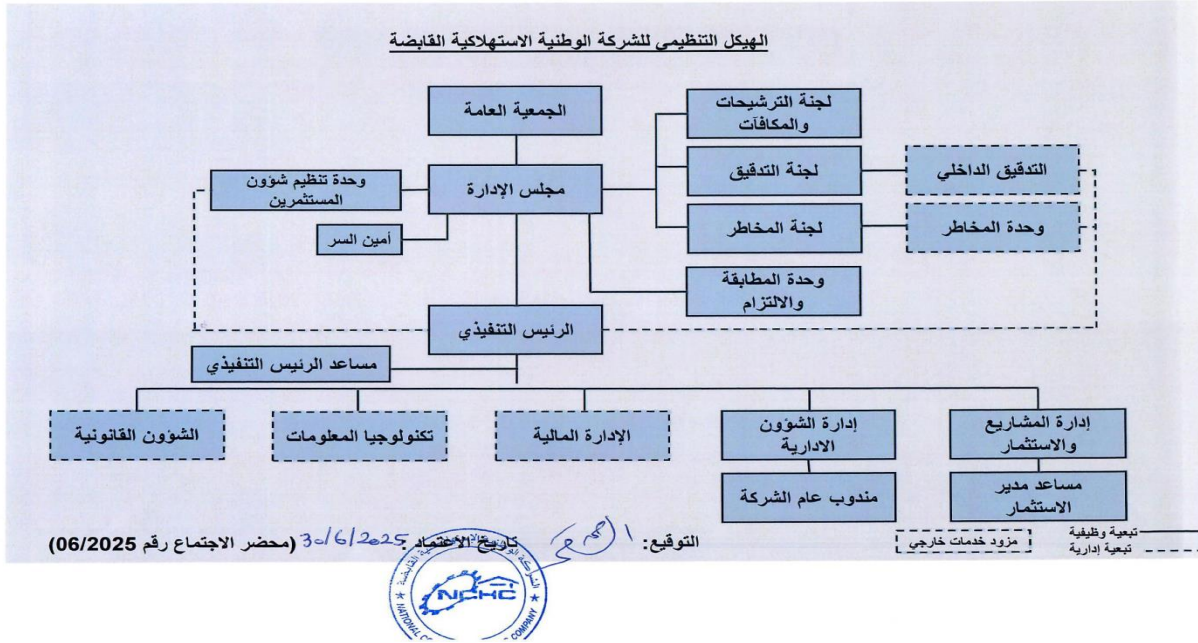 الهيكل التنظيمي للشركة الوطنية الاستهلاكية القابضة
الجمعية العامة
لجنة الترشيحات
والمكافآت
مجلس الإدارة
لجنة التدقيق
التدقيق الداخلي
وحدة تنظيم شؤون
المستثمرين
أمين السر
لجنة المخاطر
وحدة المخاطر
وحدة المطابقة
والالتزام
الرئيس التنفيذي
مساعد الرئيس التنفيذي
إدارة المشاريع
والاستثمار
إدارة الشؤون
الادارية
الإدارة المالية
تكنولوجيا المعلومات
الشؤون القانونية
مساعد مدير
الاستثمار
مندوب عام الشركة
تبعية وظيفية
تبعية إدارية
مزود خدمات خارجي
التوقيع:
تاريخ الاعتماد: 30/6/2025 (محضر الاجتماع رقم 06/2025)
NCHC